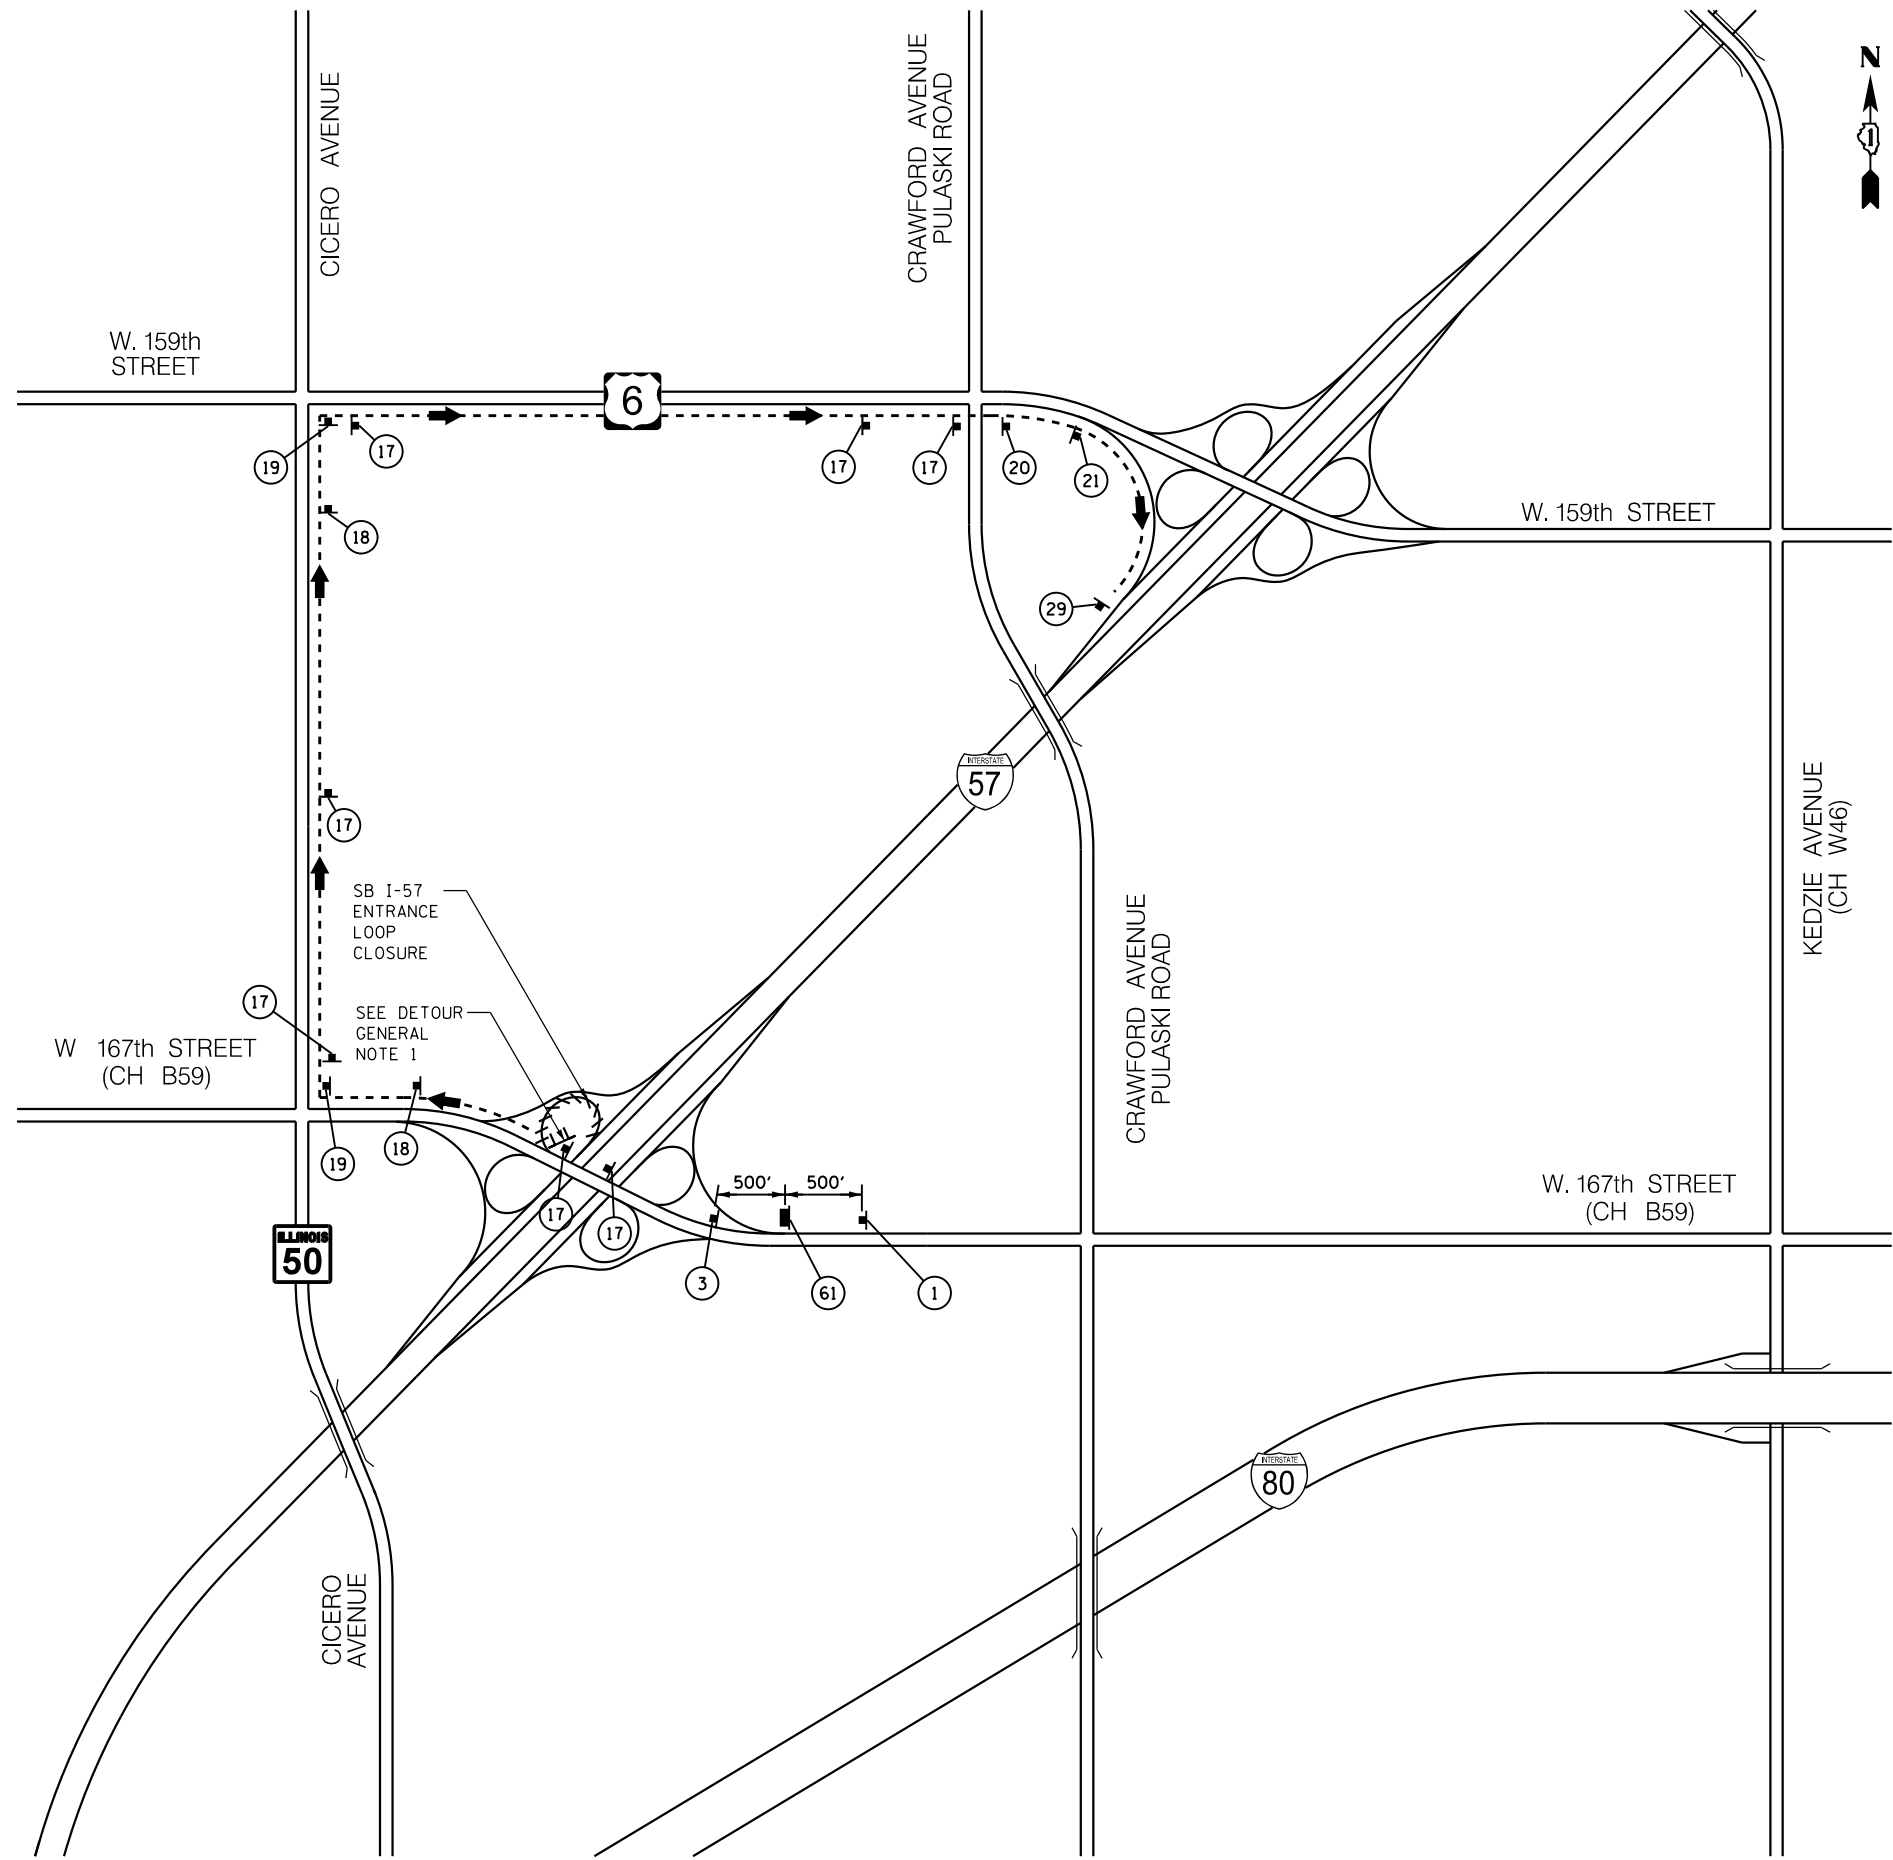 N
1
CICERO AVENUE
CRAWFORD AVENUE
PULASKI ROAD
W. 159th
STREET
6
19
17
17
17
20
21
18
W. 159th STREET
29
INTERSTATE
57
17
KEDZIE AVENUE
(CH W46)
SB I-57
ENTRANCE
LOOP
CLOSURE
CRAWFORD AVENUE
PULASKI ROAD
17
SEE DETOUR
GENERAL
NOTE 1
W 167th STREET
(CH B59)
19
18
17
17
500' 500'
W. 167th STREET
(CH B59)
3
61
1
ILLINOIS
50
INTERSTATE
80
CICERO
AVENUE